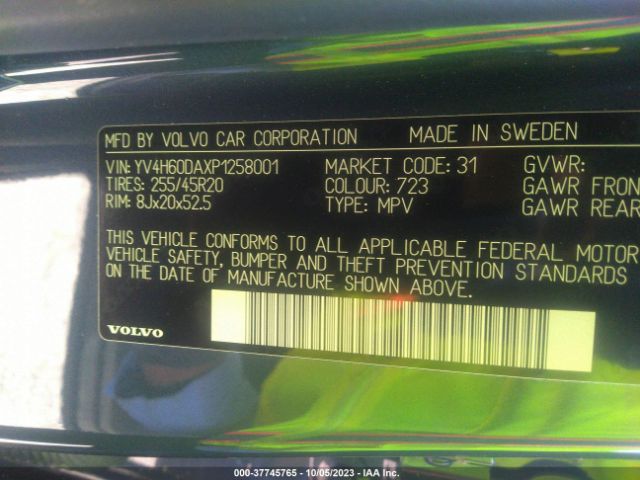 MFD BY VOLVO CAR CORPORATION MADE IN SWEDEN
VIN: YV4H60DAXP1258001 MARKET CODE: 31 GVWR:
TIRES: 255/45R20 COLOUR: 723 GAWR FRON
RIM: 8Jx20x52.5 TYPE: MPV GAWR REAR
THIS VEHICLE CONFORMS TO ALL APPLICABLE FEDERAL MOTOR
VEHICLE SAFETY, BUMPER AND THEFT PREVENTION STANDARDS
ON THE DATE OF MANUFACTURE SHOWN ABOVE.
VOLVO
000-37745765 - 10/05/2023 - IAA Inc.